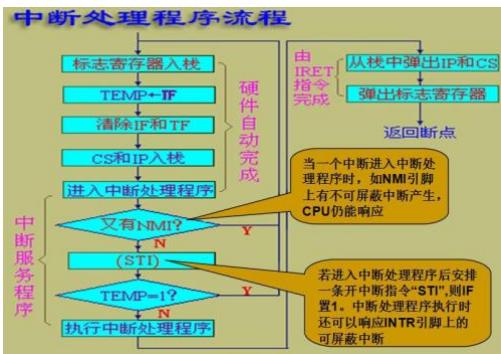 中断处理程序流程
标志寄存器入栈
TEMP←IF
清除IF和TF
CS和IP入栈
进入中断处理程序
硬件自动完成
又有NMI?
Y
N
(STI)
TEMP=1?
Y
N
执行中断处理程序
中断服务程序
由
IRET
指令
完成
从栈中弹出IP和CS
弹出标志寄存器
返回断点
当一个中断进入中断处
理程序时，如NMI引脚
上有不可屏蔽中断产生，
CPU仍能响应
若进入中断处理程序后安排
一条开中断指令“STI”,则IF
置1。中断处理程序执行时
还可以响应INTR引脚上的
可屏蔽中断